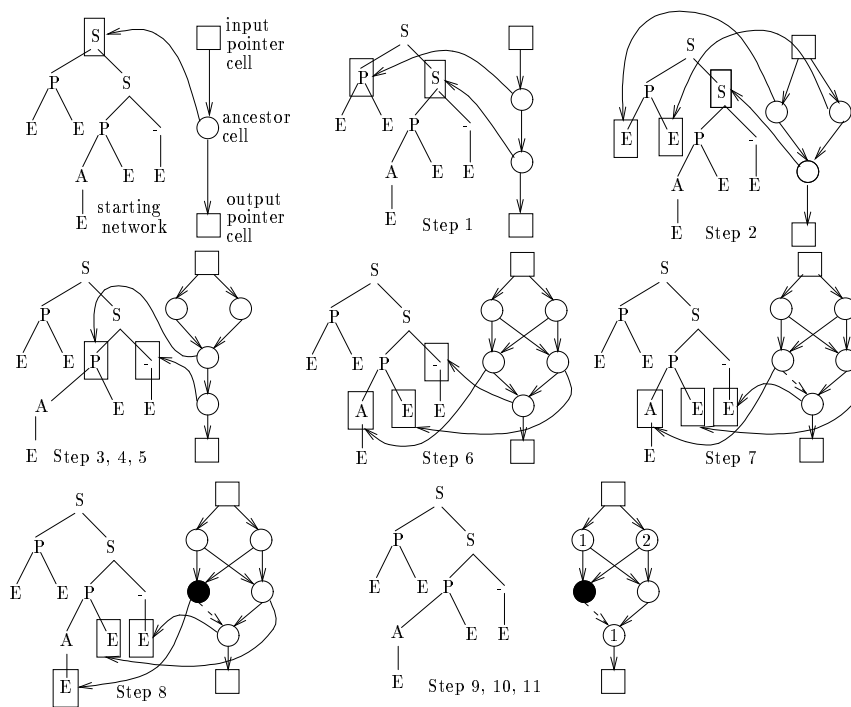 S
P S
E E P -
A E E
E
starting
network
input
pointer
cell
ancestor
cell
output
pointer
cell
S
P S
E E P -
A E E
E
Step 1
S
P S
E E P -
A E E
E
Step 2
S
P S
E E P -
A E E
E
Step 3, 4, 5
S
P S
E E P -
A E E
E
Step 6
S
P S
E E P -
A E E
E
Step 7
S
P S
E E P -
A E E
E
Step 8
S
P S
E E P -
A E E
E
Step 9, 10, 11
1 2
1